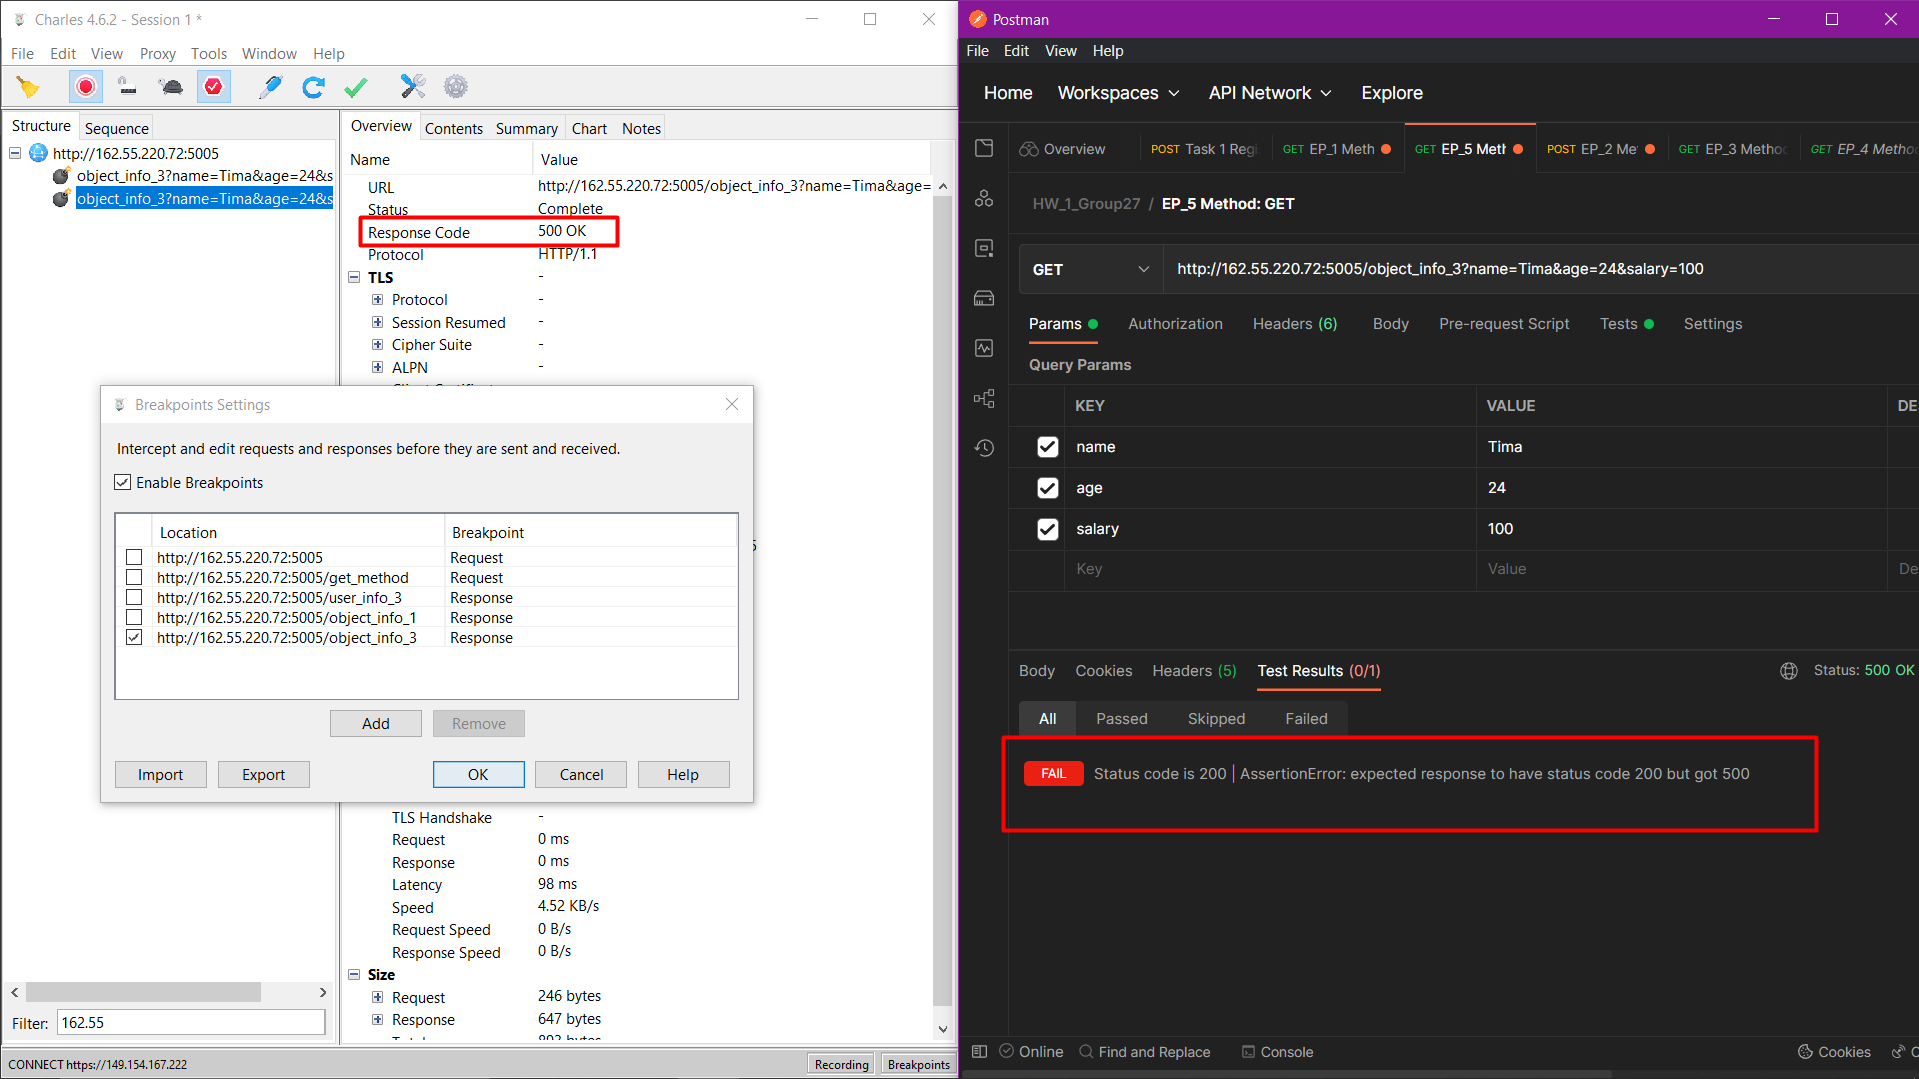 Charles 4.6.2 - Session 1 *
File Edit View Proxy Tools Window Help
Structure Sequence
http://162.55.220.72:5005
object_info_3?name=Tima&age=24&s
object_info_3?name=Tima&age=24&s
Overview Contents Summary Chart Notes
Name Value
URL http://162.55.220.72:5005/object_info_3?name=Tima&age=
Status Complete
Response Code 500 OK
Protocol HTTP/1.1
TLS -
Protocol -
Session Resumed -
Cipher Suite -
ALPN -
Breakpoints Settings
Intercept and edit requests and responses before they are sent and received.
Enable Breakpoints
Location Breakpoint
http://162.55.220.72:5005 Request
http://162.55.220.72:5005/get_method Request
http://162.55.220.72:5005/user_info_3 Response
http://162.55.220.72:5005/object_info_1 Response
http://162.55.220.72:5005/object_info_3 Response
Add Remove
Import Export OK Cancel Help
TLS Handshake -
Request 0 ms
Response 0 ms
Latency 98 ms
Speed 4.52 KB/s
Request Speed 0 B/s
Response Speed 0 B/s
Size
Request 246 bytes
Response 647 bytes
Filter: 162.55
CONNECT https://149.154.167.222
Recording Breakpoints
Postman
File Edit View Help
Home Workspaces API Network Explore
Overview POST Task 1 Regi GET EP_1 Meth GET EP_5 Meth POST EP_2 Me GET EP_3 Metho GET EP_4 Metho
HW_1_Group27 / EP_5 Method: GET
GET http://162.55.220.72:5005/object_info_3?name=Tima&age=24&salary=100
Params Authorization Headers (6) Body Pre-request Script Tests Settings
Query Params
KEY VALUE DE
name Tima
age 24
salary 100
Key Value De
Body Cookies Headers (5) Test Results (0/1) Status: 500 OK
All Passed Skipped Failed
FAIL Status code is 200 | AssertionError: expected response to have status code 200 but got 500
Online Find and Replace Console Cookies